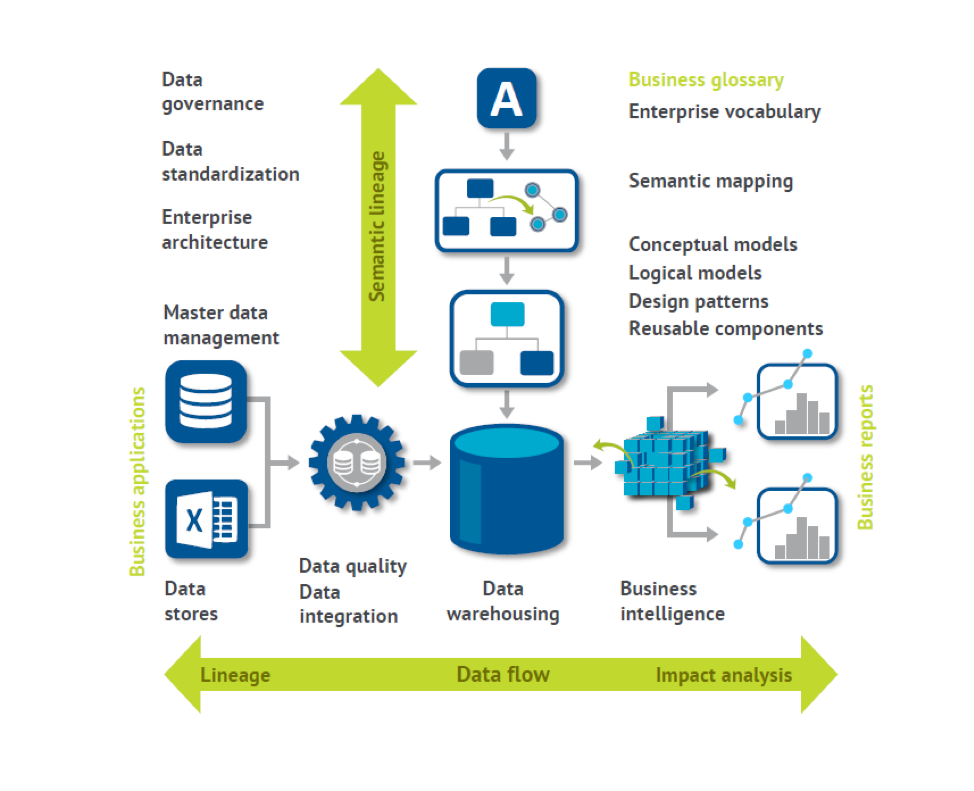 Data
governance
Data
standardization
Enterprise
architecture
Master data
management
Semantic lineage
A
Business glossary
Enterprise vocabulary
Semantic mapping
Conceptual models
Logical models
Design patterns
Reusable components
Business applications
X
Business reports
Data
stores
Data quality
Data
integration
Data
warehousing
Business
intelligence
Lineage
Data flow
Impact analysis